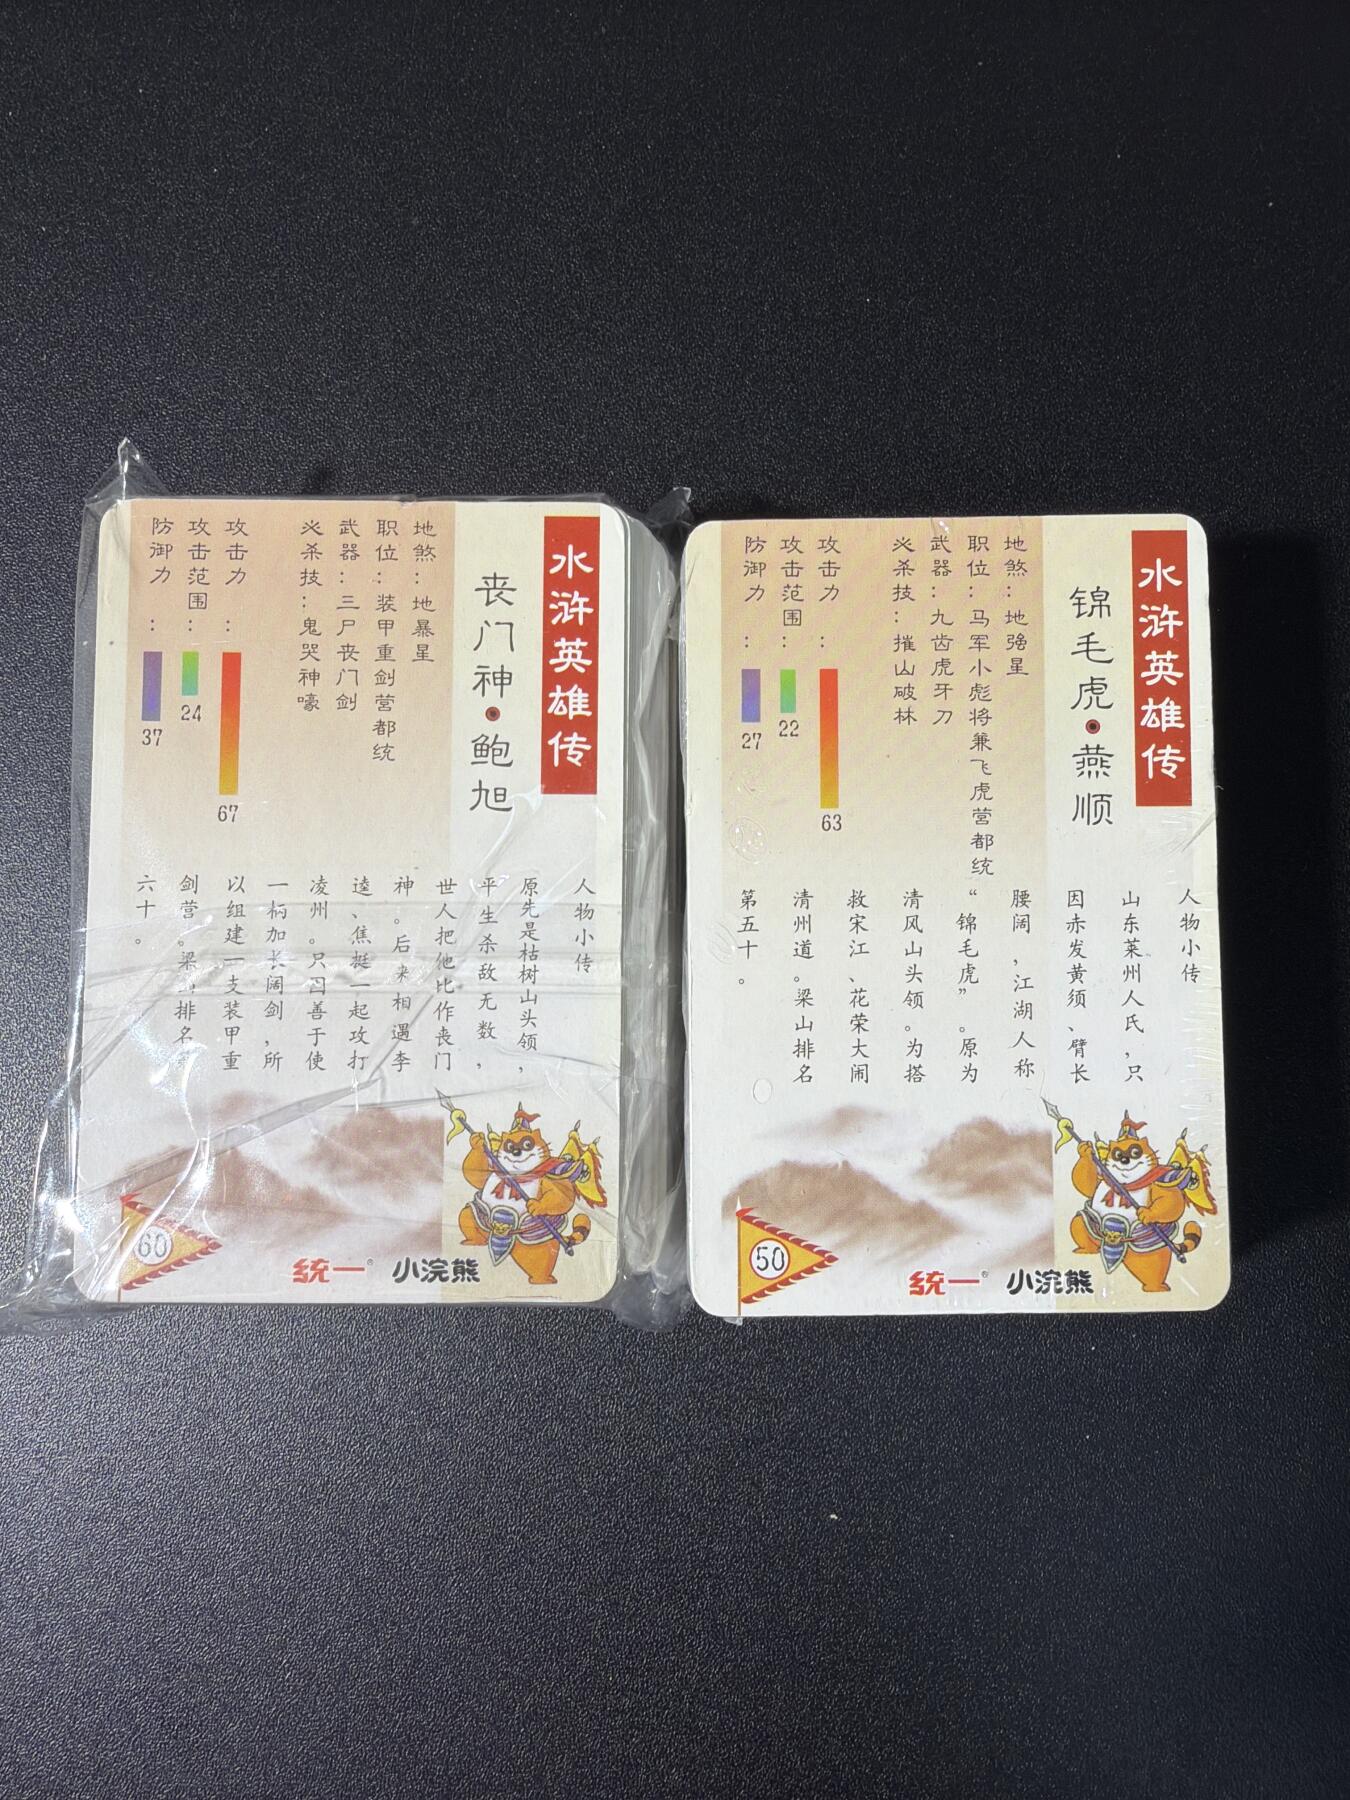 水浒英雄传
丧门神·鲍旭
地煞：地暴星
职位：装甲重剑营都统
武器：三尸丧门剑
必杀技：鬼哭神嚎
攻击力：
67
攻击范围：
24
防御力：
37
人物小传
原先是枯树山头领，
平生杀敌无数，
世人把他比作丧门
神。后来相遇李
逵、焦挺一起攻打
凌州。只因善于使
一柄加长阔剑，所
以组建一支装甲重
剑营。梁山排名
六十。
60
统一® 小浣熊
水浒英雄传
锦毛虎·燕顺
地煞：地强星
职位：马军小彪将兼飞虎营都统
武器：九齿虎牙刀
必杀技：摧山破林
攻击力：
63
攻击范围：
22
防御力：
27
人物小传
山东莱州人氏，只
因赤发黄须、臂长
腰阔，江湖人称
“锦毛虎”。原为
清风山头领。为搭
救宋江、花荣大闹
清州道。梁山排名
第五十。
50
统一® 小浣熊